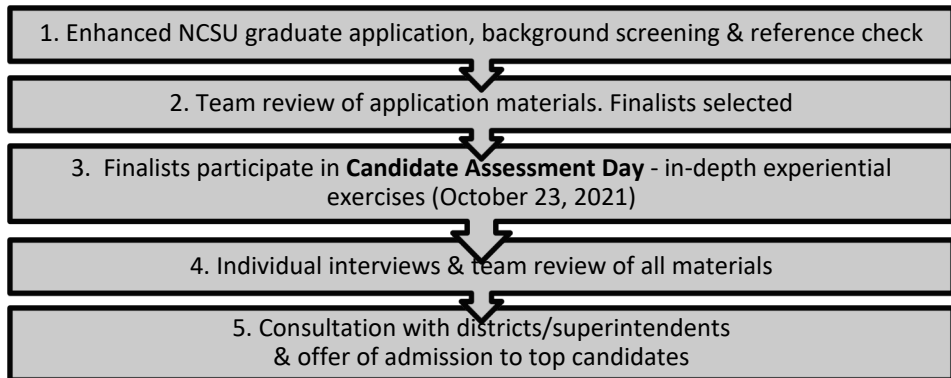 1. Enhanced NCSU graduate application, background screening & reference check
2. Team review of application materials. Finalists selected
3. Finalists participate in Candidate Assessment Day - in-depth experiential
exercises (October 23, 2021)
4. Individual interviews & team review of all materials
5. Consultation with districts/superintendents
& offer of admission to top candidates